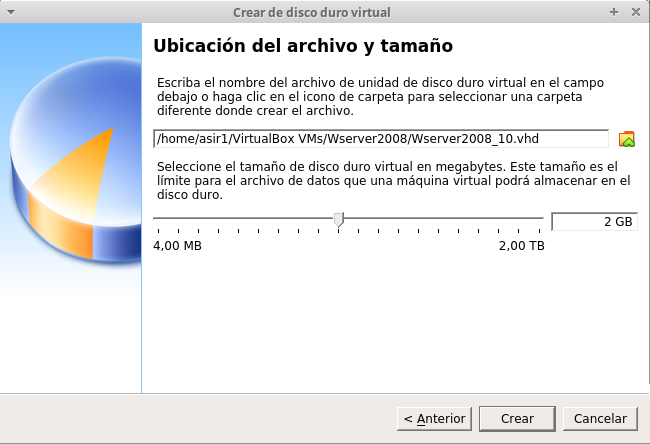 Crear de disco duro virtual
Ubicación del archivo y tamaño
Escriba el nombre del archivo de unidad de disco duro virtual en el campo
debajo o haga clic en el icono de carpeta para seleccionar una carpeta
diferente donde crear el archivo.
/home/asir1/VirtualBox VMs/Wserver2008/Wserver2008_10.vhd
Seleccione el tamaño de disco duro virtual en megabytes. Este tamaño es el
límite para el archivo de datos que una máquina virtual podrá almacenar en el
disco duro.
2 GB
4,00 MB 2,00 TB
< Anterior Crear Cancelar